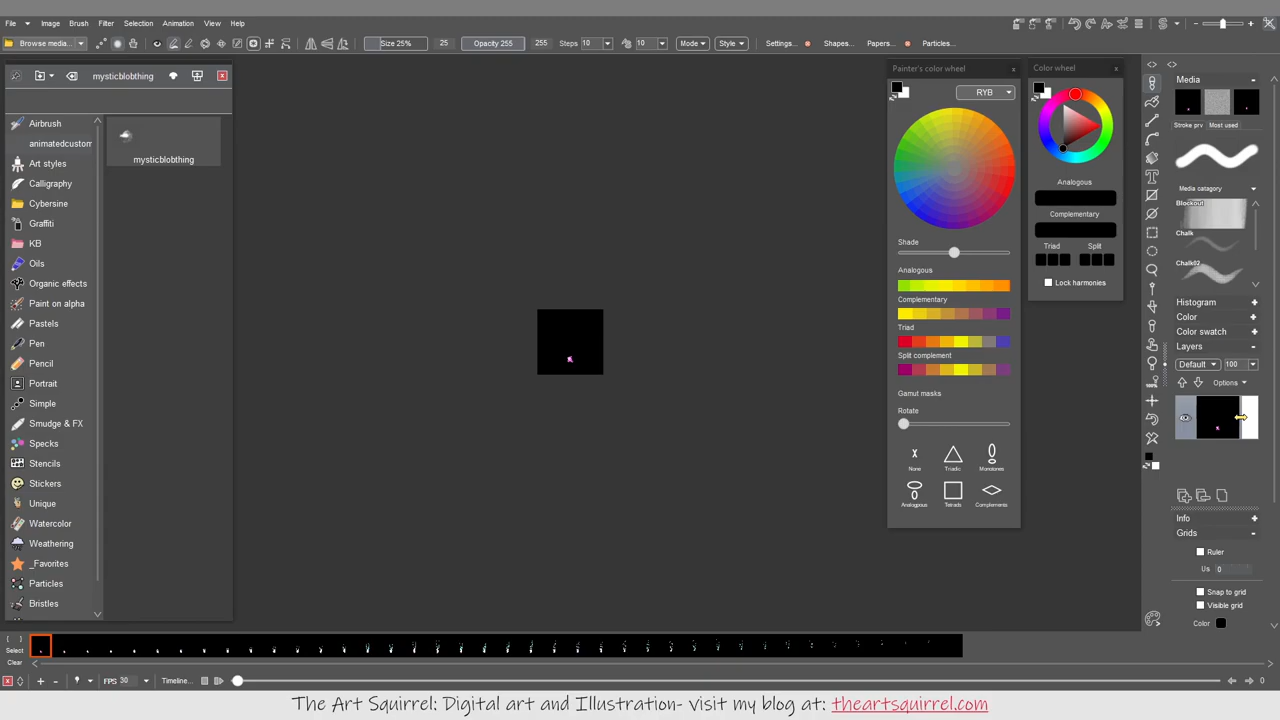 File Image Brush Filter Selection Animation View Help
Browse media... Size 25% 25 Opacity 255 255 Steps 10 10 Mode Style Settings... Shapes... Papers... Particles...
mysticblobthing
Airbrush
animatedcustom
Art styles
Calligraphy
Cybersine
Graffiti
KB
Oils
Organic effects
Paint on alpha
Pastels
Pen
Pencil
Portrait
Simple
Smudge & FX
Specks
Stencils
Stickers
Unique
Watercolor
Weathering
_Favorites
Particles
Bristles
mysticblobthing
Painter's color wheel x
RYB
Shade
Analogous
Complementary
Triad
Split complement
Gamut masks
Rotate
None Triadic Monotones
Analogous Tetrads Complements
Color wheel x
Analogous
Complementary
Triad Split
Lock harmonies
Media
Stroke prv Most used
Media catagory
Blockout
Chalk
Chalk02
Histogram
Color
Color swatch
Layers
Default 100
Options
Info
Grids
Ruler
Us 0
Snap to grid
Visible grid
Color
Select
Clear
FPS 30 Timeline... 0
The Art Squirrel: Digital art and Illustration- visit my blog at: theartsquirrel.com